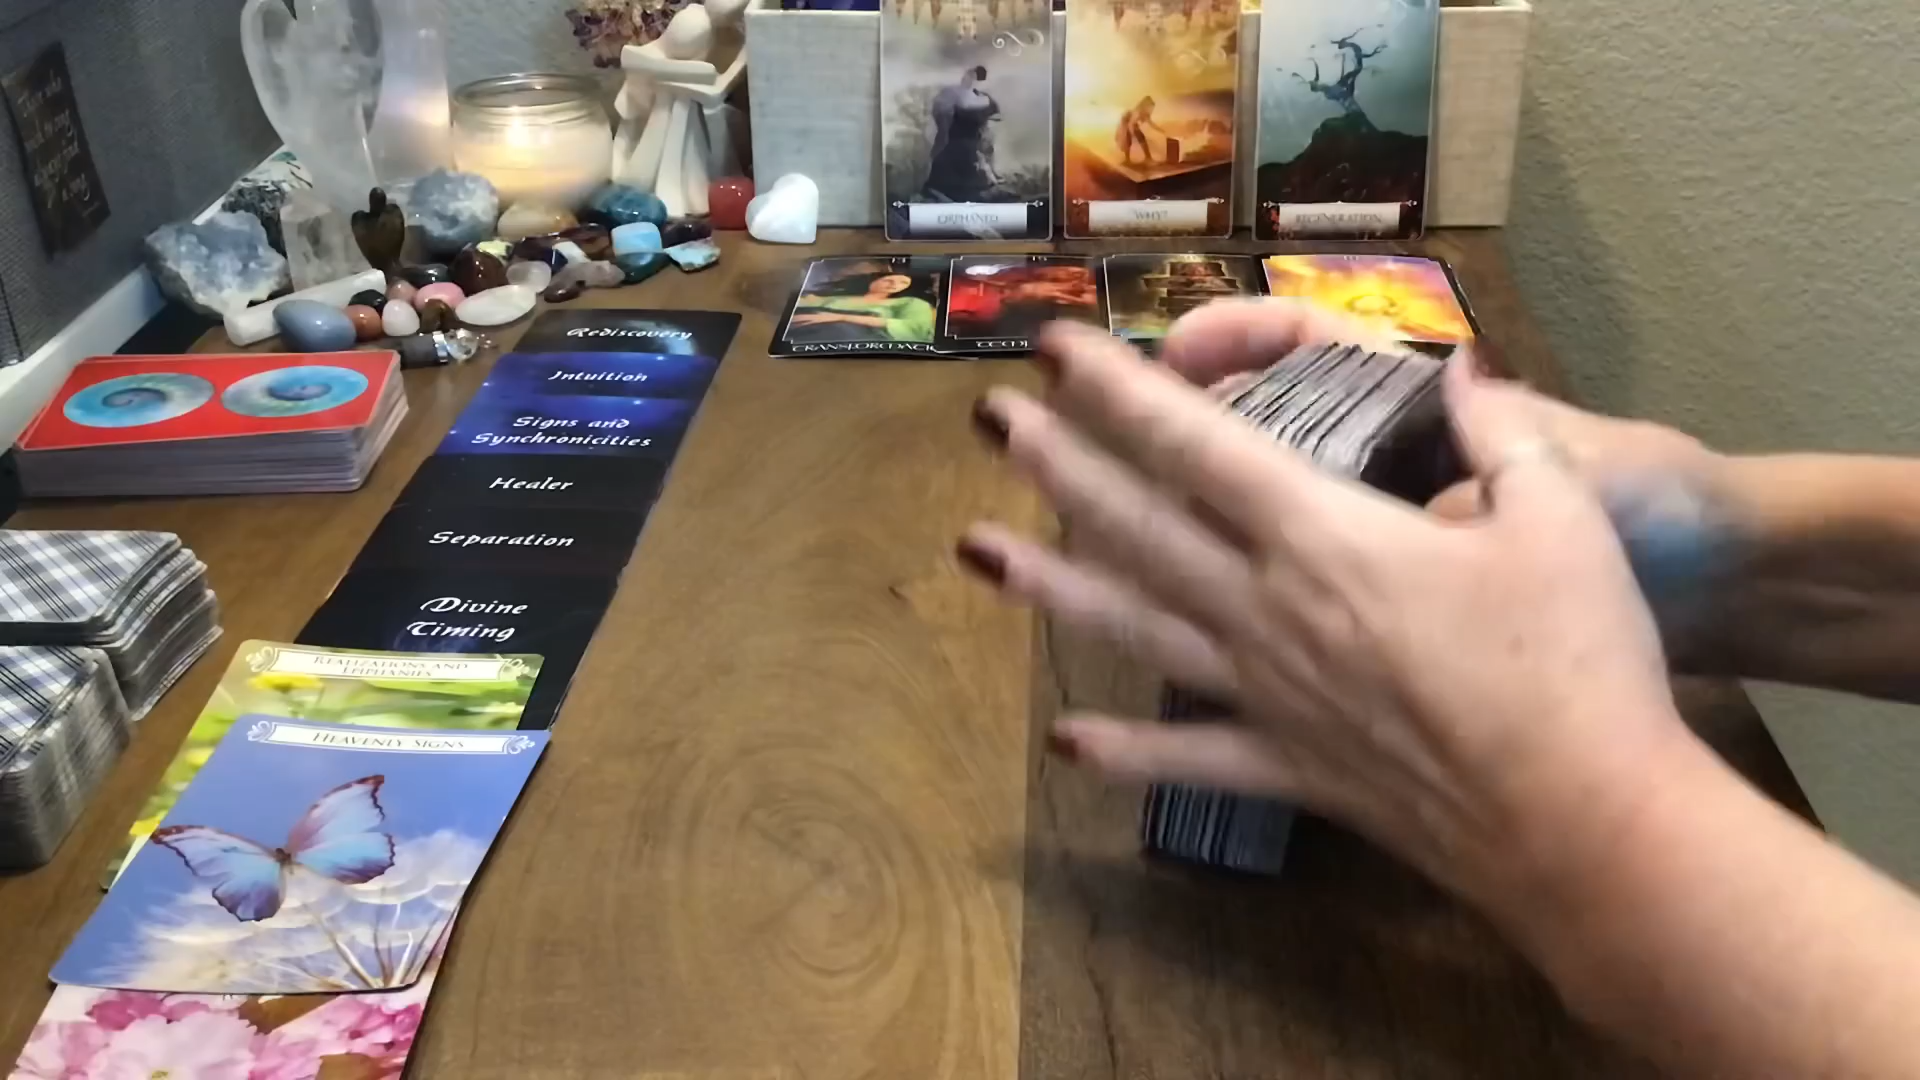 ORPHANED
WHY?
REGENERATION
Rediscovery
Intuition
Signs and
Synchronicities
Healer
Separation
Divine
Timing
REALIZATIONS AND
EPIPHANIES
HEAVENLY SIGNS